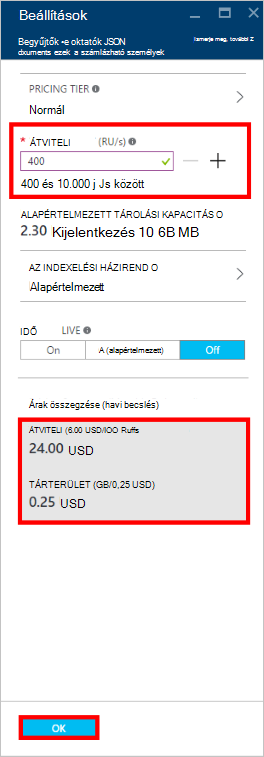 Beállítások
Begyűjtők -e oktatók JSON
dxuments ezek a számlázható személyek
Ismerje meg, további Z
PRICING TIER
Normál
* ÁTVITELI (RU/s)
400
400 és 10.000 j Js között
ALAPÉRTELMEZETT TÁROLÁSI KAPACITÁS O
2.30 Kijelentkezés 10 6B MB
AZ INDEXELÉSI HÁZIREND O
Alapértelmezett
IDŐ LIVE
On A (alapértelmezett) Off
Árak összegzése (havi becslés)
ÁTVITELI (6.00 USD/IOO Ruffs
24.00 USD
TÁRTERÜLET (GB/0,25 USD)
0.25 USD
OK